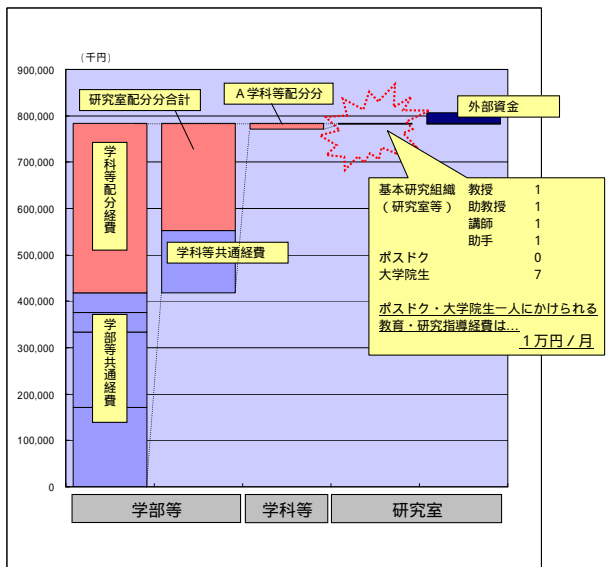 （千円）
900,000
800,000
700,000
600,000
500,000
400,000
300,000
200,000
100,000
0
研究室配分分合計
Ａ学科等配分分
外部資金
学科等配分経費
学科等共通経費
学部等共通経費
基本研究組織 教授 1
（研究室等） 助教授 1
講師 1
助手 1
ポスドク 0
大学院生 7
ポスドク・大学院生一人にかけられる
教育・研究指導経費は...
１万円 / 月
学部等
学科等
研究室